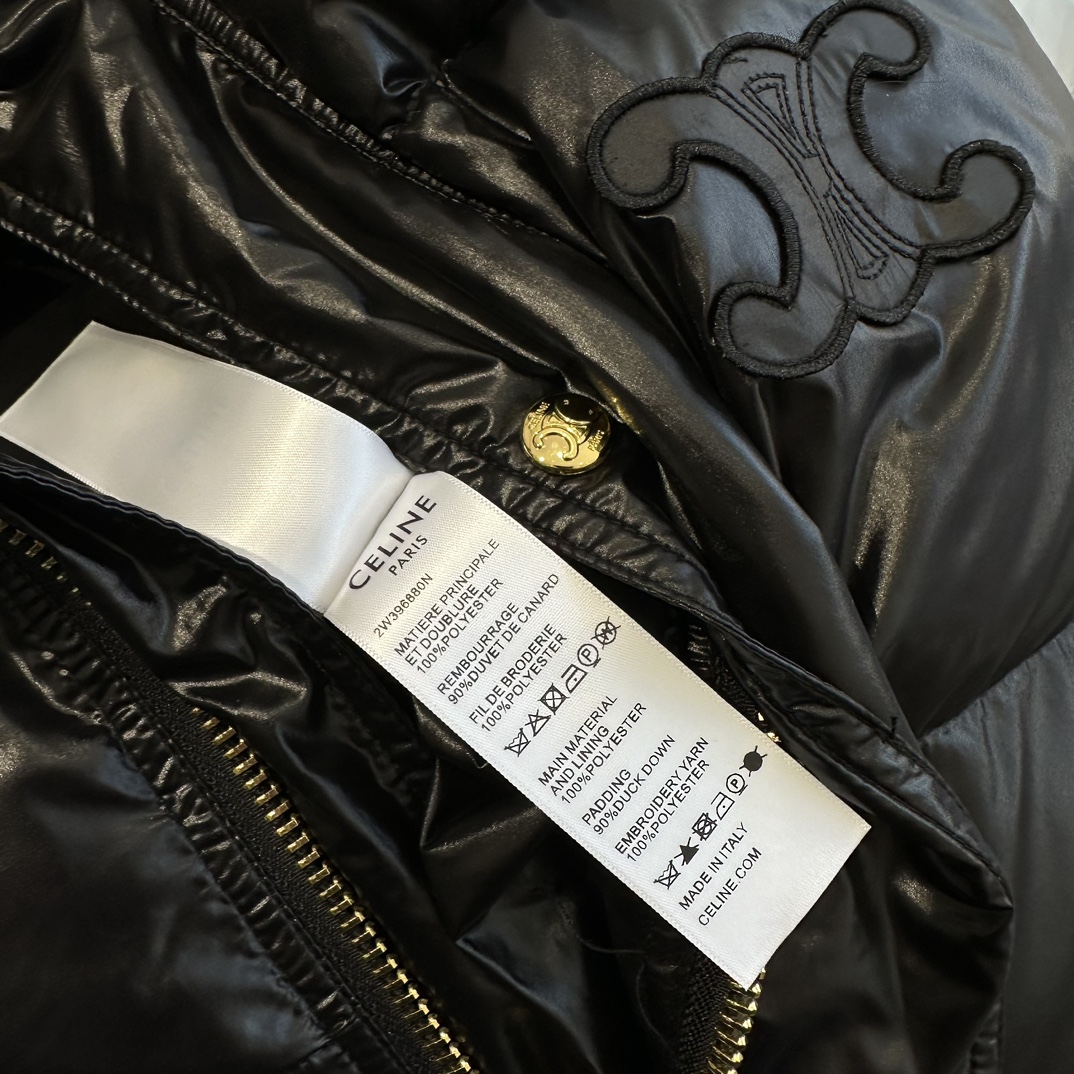 CELINE
PARIS
2W396880N
MATIERE PRINCIPALE
ET DOUBLURE
100%POLYESTER
REMBOURRAGE
90%DUVET DE CANARD
FIL DE BRODERIE
100%POLYESTER
MAIN MATERIAL
AND LINING
100%POLYESTER
PADDING
90%DUCK DOWN
EMBROIDERY YARN
100%POLYESTER
MADE IN ITALY
CELINE.COM
CELINE
PARIS